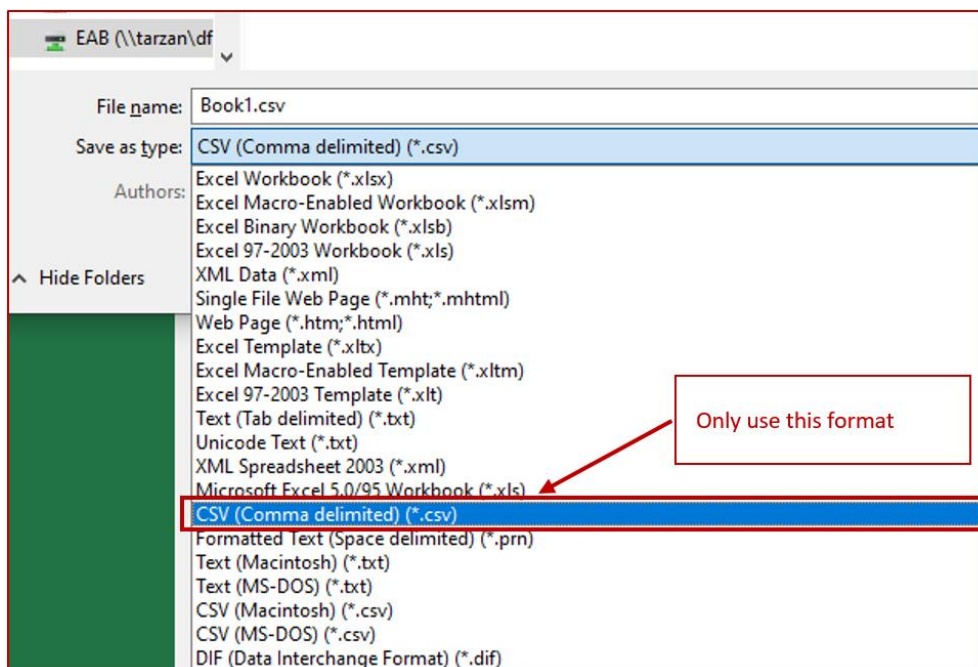 EAB (\\tarzan\df
File name: Book1.csv
Save as type: CSV (Comma delimited) (*.csv)
Authors:
Excel Workbook (*.xlsx)
Excel Macro-Enabled Workbook (*.xlsm)
Excel Binary Workbook (*.xlsb)
Excel 97-2003 Workbook (*.xls)
Hide Folders
XML Data (*.xml)
Single File Web Page (*.mht;*.mhtml)
Web Page (*.htm;*.html)
Excel Template (*.xltx)
Excel Macro-Enabled Template (*.xltm)
Excel 97-2003 Template (*.xlt)
Text (Tab delimited) (*.txt)
Only use this format
Unicode Text (*.txt)
XML Spreadsheet 2003 (*.xml)
Microsoft Excel 5.0/95 Workbook (*.xls)
CSV (Comma delimited) (*.csv)
Formatted Text (Space delimited) (*.prn)
Text (Macintosh) (*.txt)
Text (MS-DOS) (*.txt)
CSV (Macintosh) (*.csv)
CSV (MS-DOS) (*.csv)
DIF (Data Interchange Format) (*.dif)